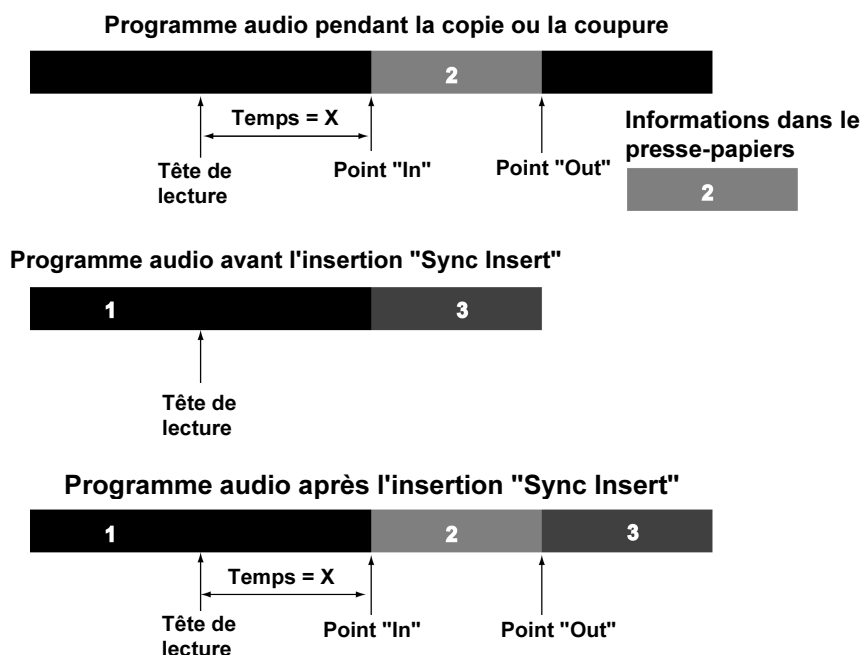 Programme audio pendant la copie ou la coupure
2
Temps = X
Tête de
lecture
Point "In"
Point "Out"
Informations dans le
presse-papiers
2
Programme audio avant l'insertion "Sync Insert"
1 3
Tête de
lecture
Programme audio après l'insertion "Sync Insert"
1 2 3
Temps = X
Tête de
lecture
Point "In"
Point "Out"